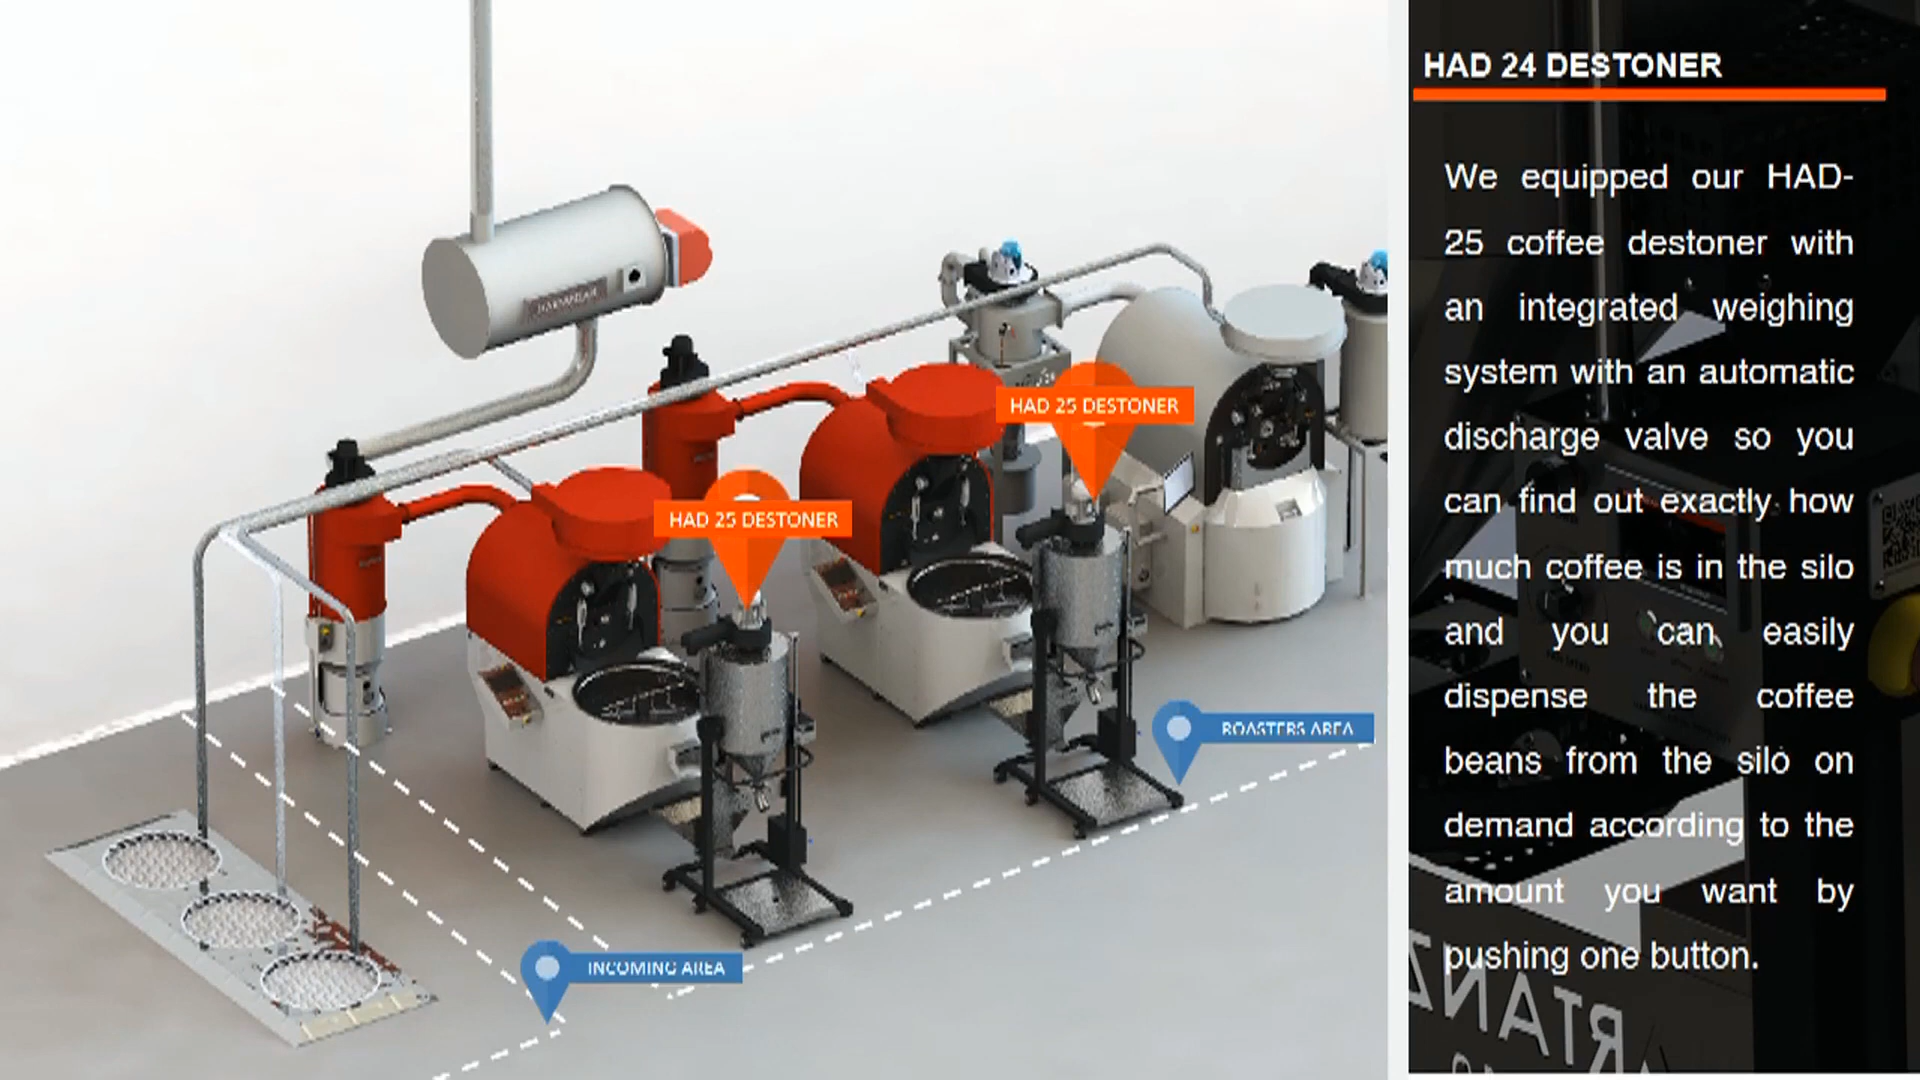 HAD 24 DESTONER
We equipped our HAD-
25 coffee destoner with
an integrated weighing
system with an automatic
discharge valve so you
can find out exactly how
much coffee is in the silo
and you can easily
dispense the coffee
beans from the silo on
demand according to the
amount you want by
pushing one button.
HAD 25 DESTONER
HAD 25 DESTONER
ROASTERS AREA
INCOMING AREA